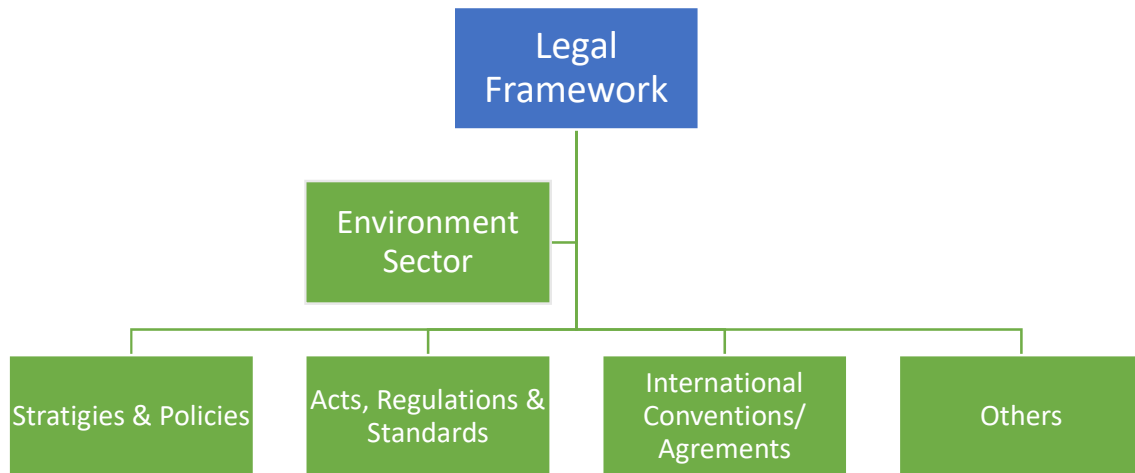 Legal
Framework
Environment
Sector
Stratigies & Policies
Acts, Regulations &
Standards
International
Conventions/
Agrements
Others